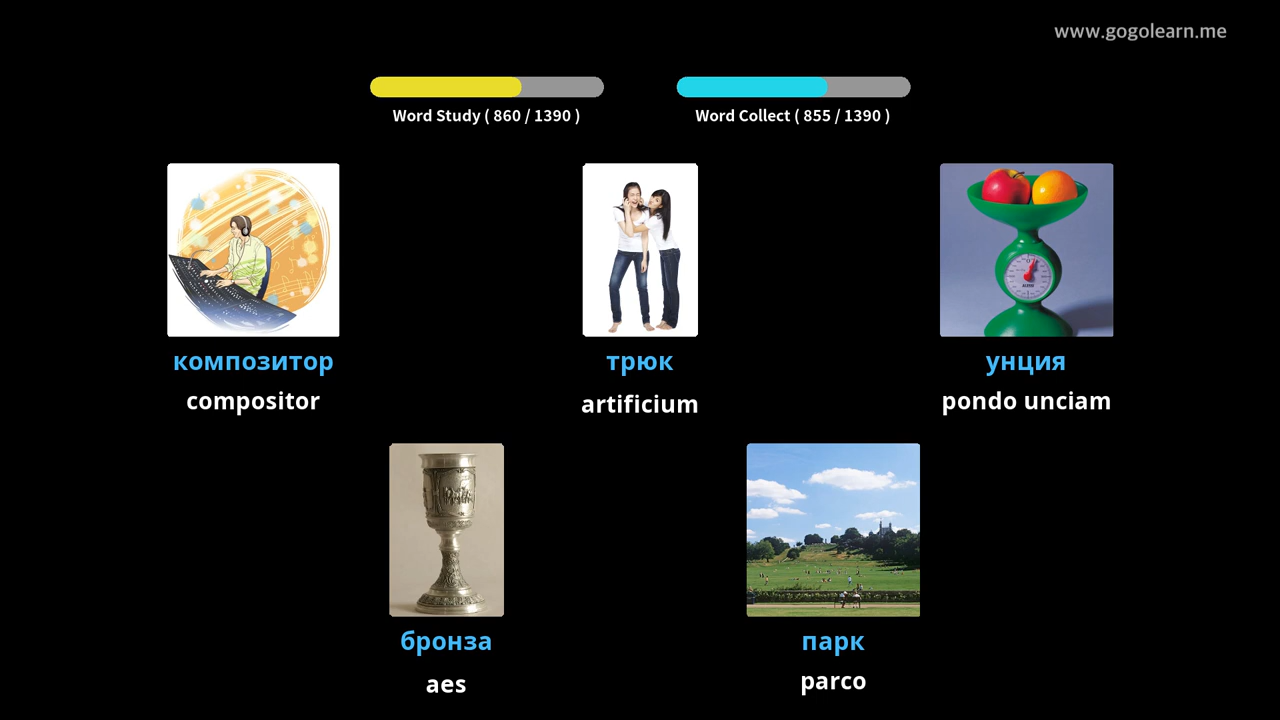 www.gogolearn.me
Word Study ( 860 / 1390 )
Word Collect ( 855 / 1390 )
композитор
трюк
унция
compositor
artificium
pondo unciam
бронза
парк
aes
parco